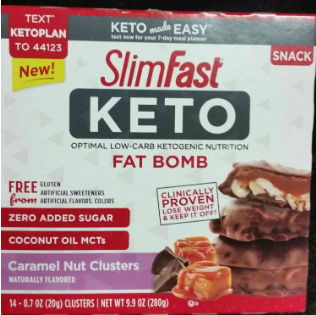 TEXT
KETOPLAN
TO 44123
KETO made EASY™
text now for your 7-day meal planner
New!
SNACK
SlimFast
KETO
OPTIMAL LOW-CARB KETOGENIC NUTRITION
FAT BOMB
FREE from
GLUTEN
ARTIFICIAL SWEETENERS
ARTIFICIAL FLAVORS, COLORS
ZERO ADDED SUGAR
COCONUT OIL MCTs
CLINICALLY
PROVEN
LOSE WEIGHT
& KEEP IT OFF†
Caramel Nut Clusters
NATURALLY FLAVORED
14 - 0.7 OZ (20g) CLUSTERS | NET WT 9.9 OZ (280g)